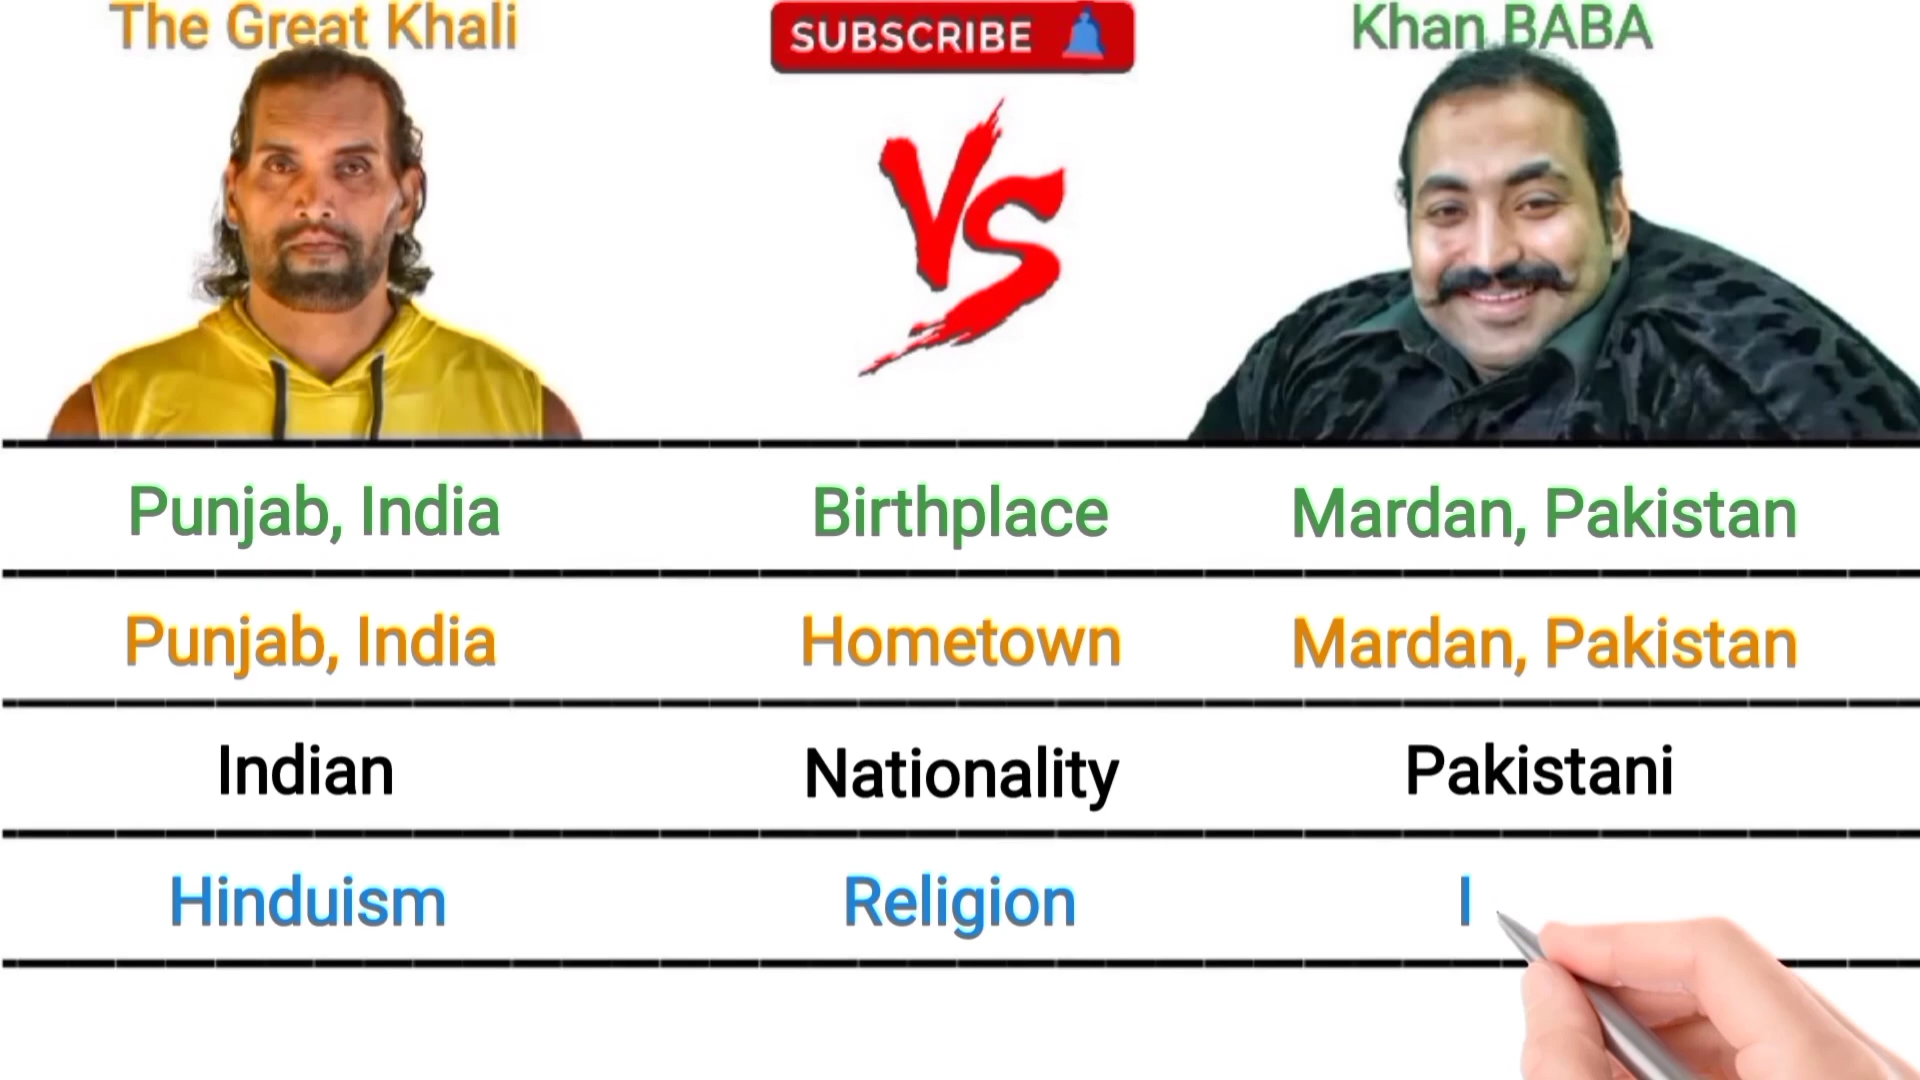 The Great Khali
SUBSCRIBE
Khan BABA
VS
Punjab, India
Birthplace
Mardan, Pakistan
Punjab, India
Hometown
Mardan, Pakistan
Indian
Nationality
Pakistani
Hinduism
Religion
I